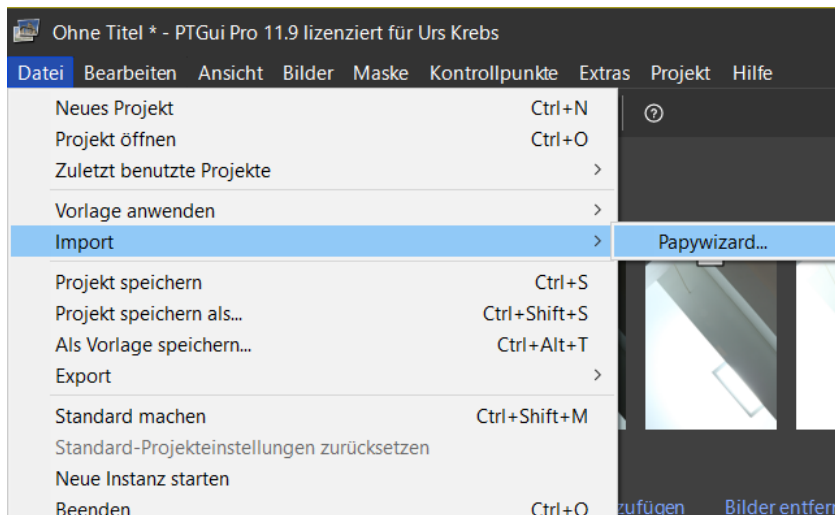 Ohne Titel * - PTGui Pro 11.9 lizenziert für Urs Krebs
Datei Bearbeiten Ansicht Bilder Maske Kontrollpunkte Extras Projekt Hilfe
Neues Projekt Ctrl+N
Projekt öffnen Ctrl+O
Zuletzt benutzte Projekte
Vorlage anwenden
Import
Papywizard...
Projekt speichern Ctrl+S
Projekt speichern als... Ctrl+Shift+S
Als Vorlage speichern... Ctrl+Alt+T
Export
Standard machen Ctrl+Shift+M
Standard-Projekteinstellungen zurücksetzen
Neue Instanz starten
Beenden Ctrl+Q
zufügen Bilder entfer